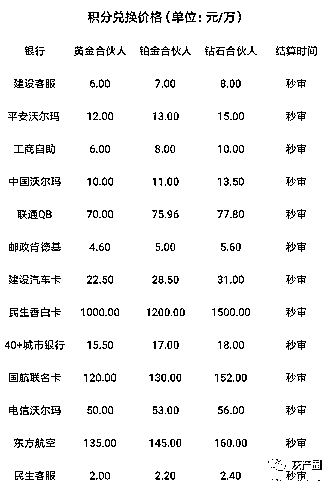 积分兑换价格(单位: 元/万)
银行 黄金合伙人 铂金合伙人 钻石合伙人 结算时间
建设客服 6.00 7.00 8.00 秒审
平安沃尔玛 12.00 13.00 15.00 秒审
工商自助 6.00 8.00 10.00 秒审
中国沃尔玛 10.00 11.00 13.50 秒审
联通QB 70.00 75.96 77.80 秒审
邮政肯德基 4.60 5.00 5.60 秒审
建设汽车卡 22.50 28.50 31.00 秒审
民生香白卡 1000.00 1200.00 1500.00 秒审
40+城市银行 15.50 17.00 18.00 秒审
国航联名卡 120.00 130.00 152.00 秒审
电信沃尔玛 50.00 53.00 56.00 秒审
东方航空 135.00 145.00 160.00 秒审
民生客服 2.00 2.20 2.40 秒审
灰产圈